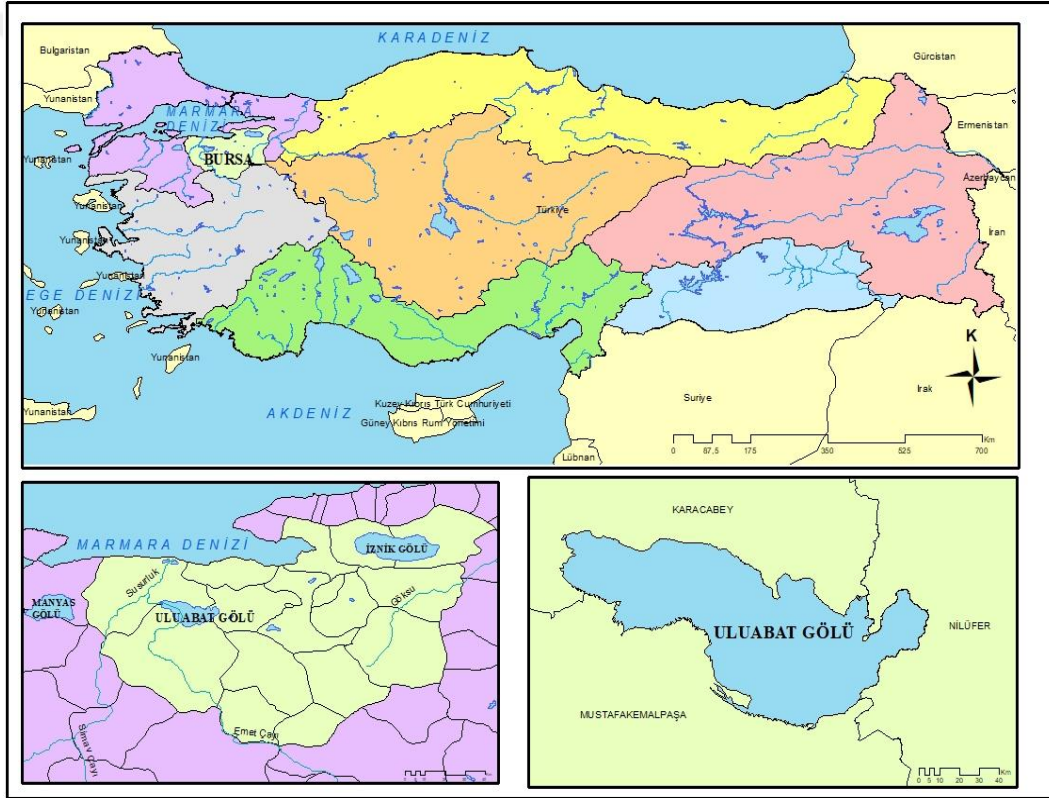 KARADENİZ
Bulgaristan
Gürcistan
Yunanistan
MARMARA
DENİZİ
Ermenistan
Yunanistan
BURSA
Azerbaycan
Yunanistan
Türkiye
İran
Yunanistan
Yunanistan
EGE DENİZİ
Yunanistan
K
Yunanistan
Yunanistan
AKDENİZ
Kuzey Kıbrıs Türk Cumhuriyeti
Güney Kıbrıs Rum Yönetimi
Suriye
Irak
Lübnan
Km
0 87,5 175 350 525 700
MARMARA DENİZİ
İZNİK GÖLÜ
Susurluk
Göksu
MANYAS
GÖLÜ
ULUABAT GÖLÜ
Emet Çayı
Simav Çayı
KARACABEY
ULUABAT GÖLÜ
NİLÜFER
MUSTAFAKEMALPAŞA
Km
0 5 10 20 30 40